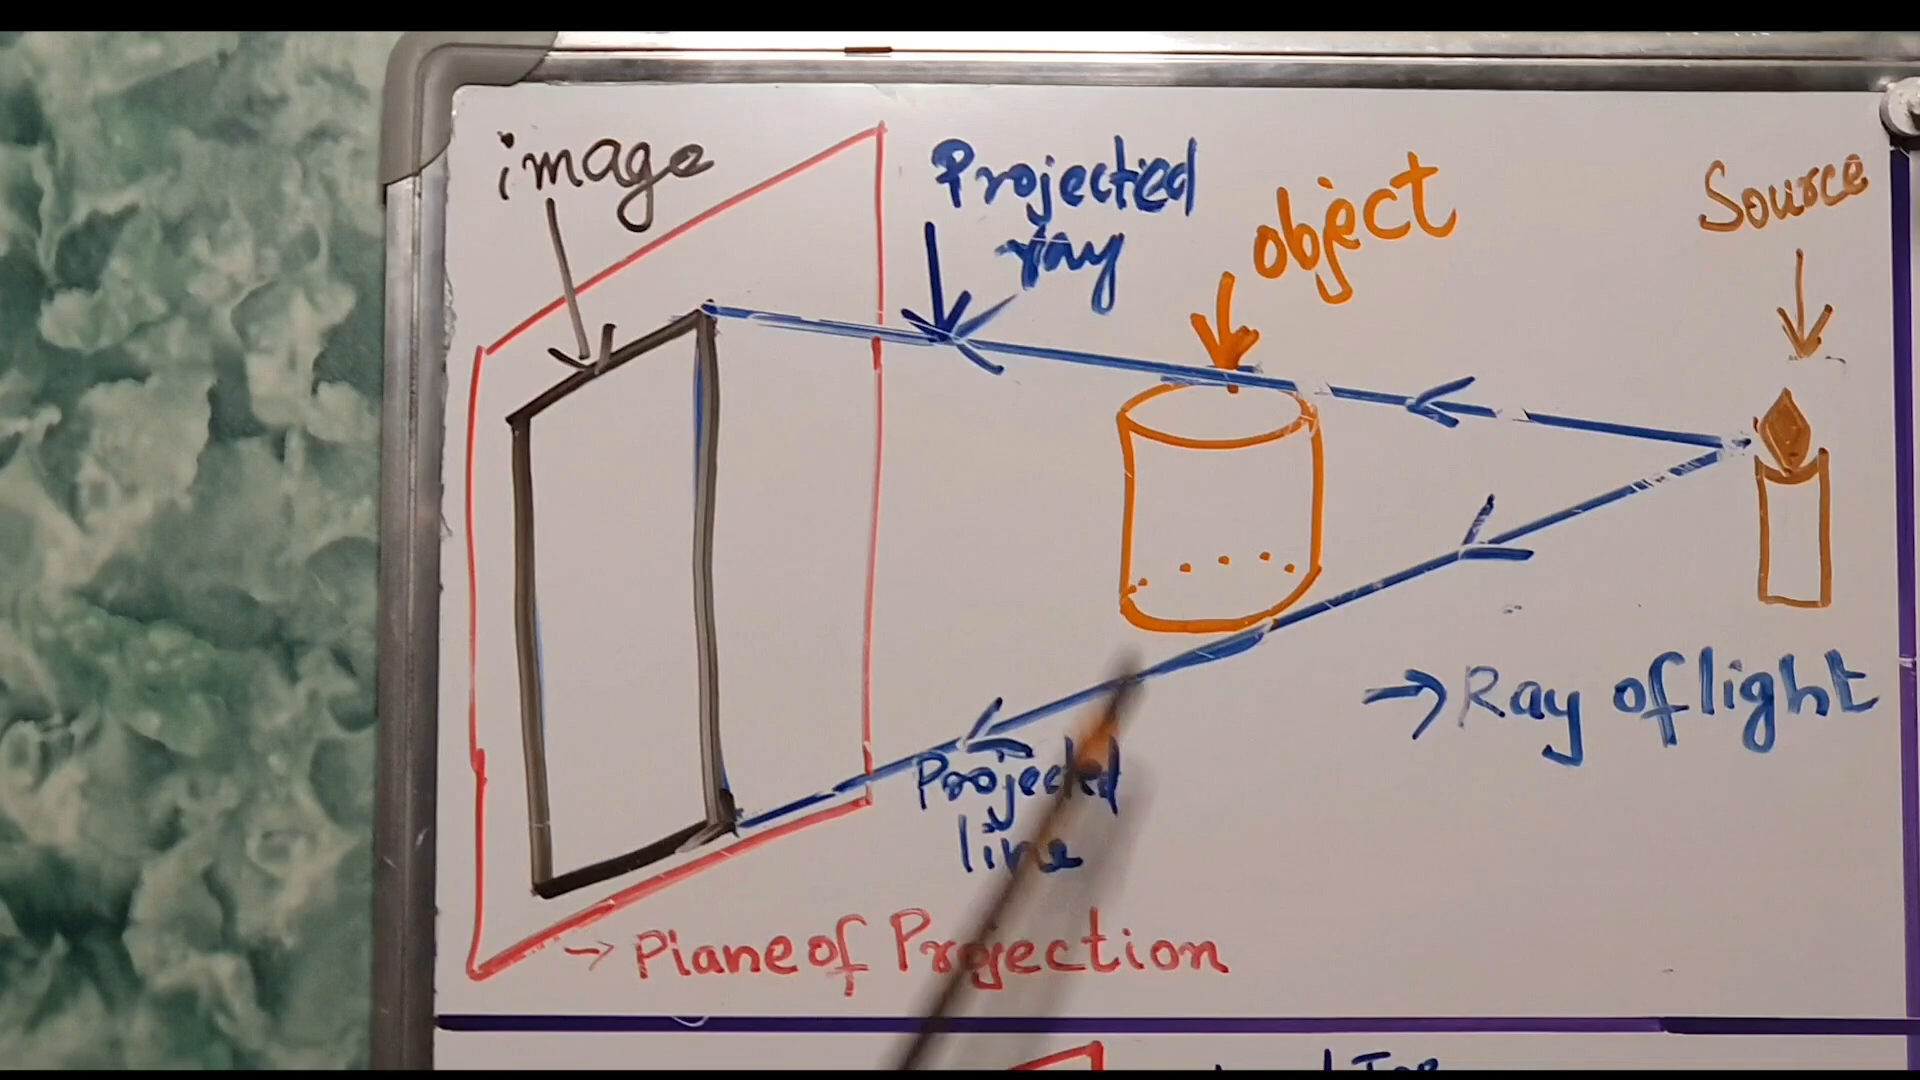 image
Projected
ray
object
Source
→ Ray of light
Projected
line
→ Plane of Projection